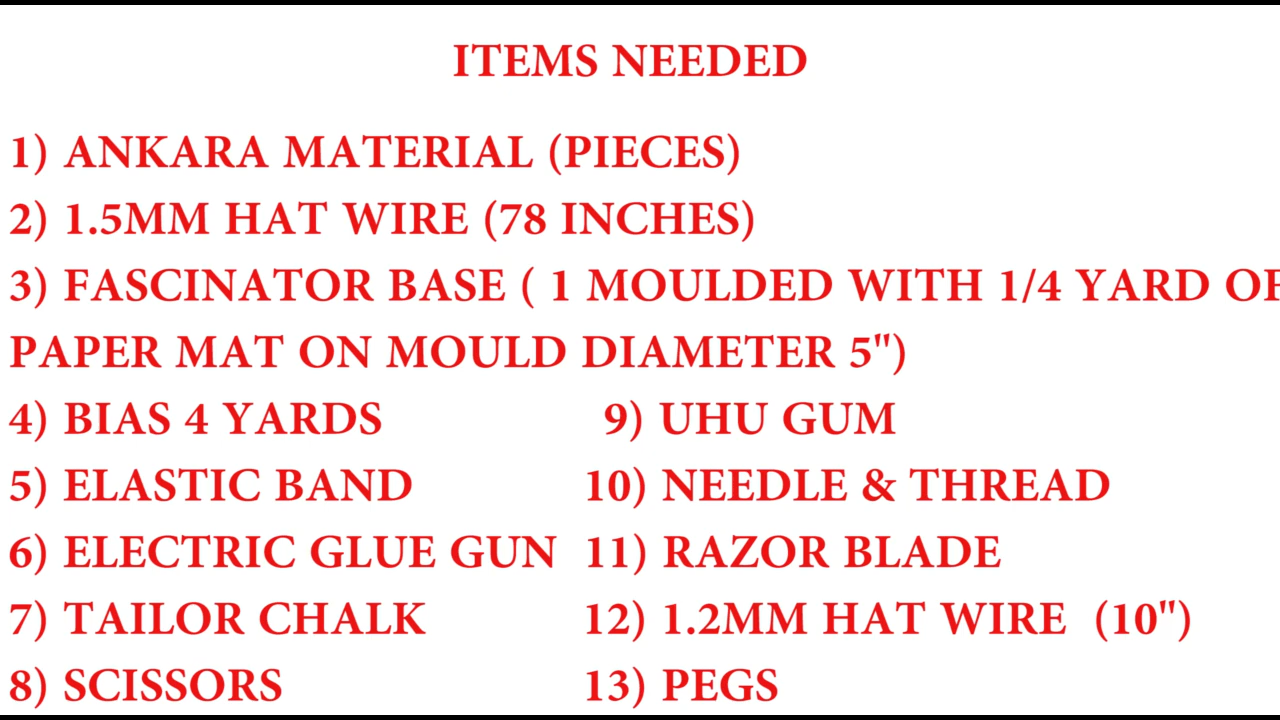 ITEMS NEEDED
1) ANKARA MATERIAL (PIECES)
2) 1.5MM HAT WIRE (78 INCHES)
3) FASCINATOR BASE ( 1 MOULDED WITH 1/4 YARD OF
PAPER MAT ON MOULD DIAMETER 5")
4) BIAS 4 YARDS
5) ELASTIC BAND
6) ELECTRIC GLUE GUN
7) TAILOR CHALK
8) SCISSORS
9) UHU GUM
10) NEEDLE & THREAD
11) RAZOR BLADE
12) 1.2MM HAT WIRE (10")
13) PEGS